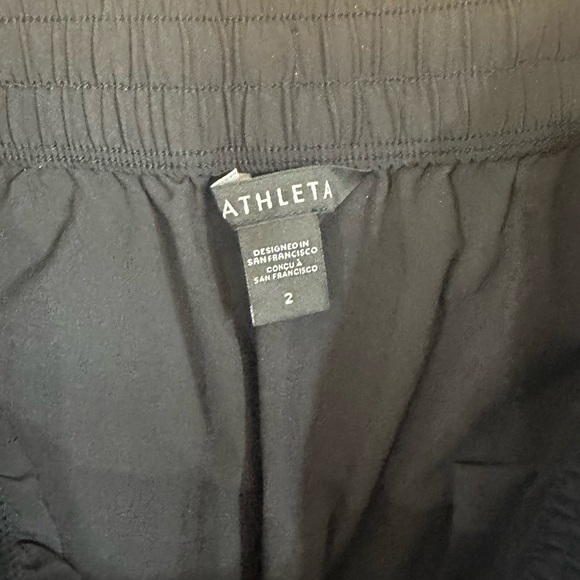 ATHLETA
DESIGNED IN
SAN FRANCISCO
CONÇU À
SAN FRANCISCO
2